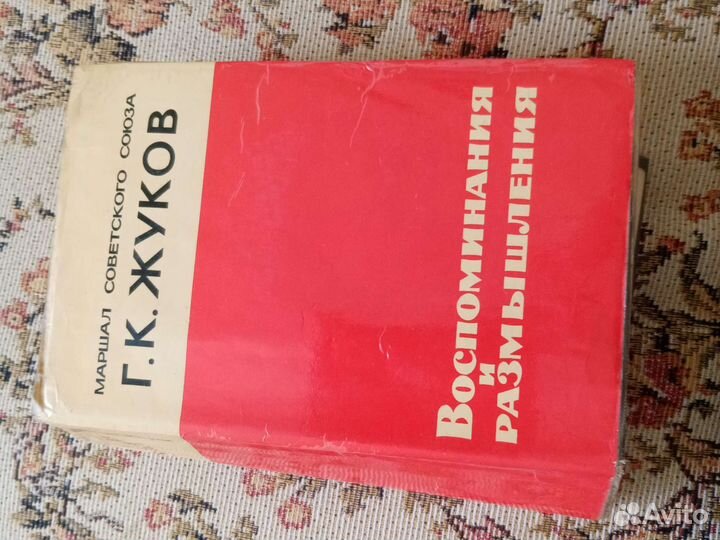 МАРШАЛ СОВЕТСКОГО СОЮЗА
Г. К. ЖУКОВ
ВОСПОМИНАНИЯ
И
РАЗМЫШЛЕНИЯ
Avito